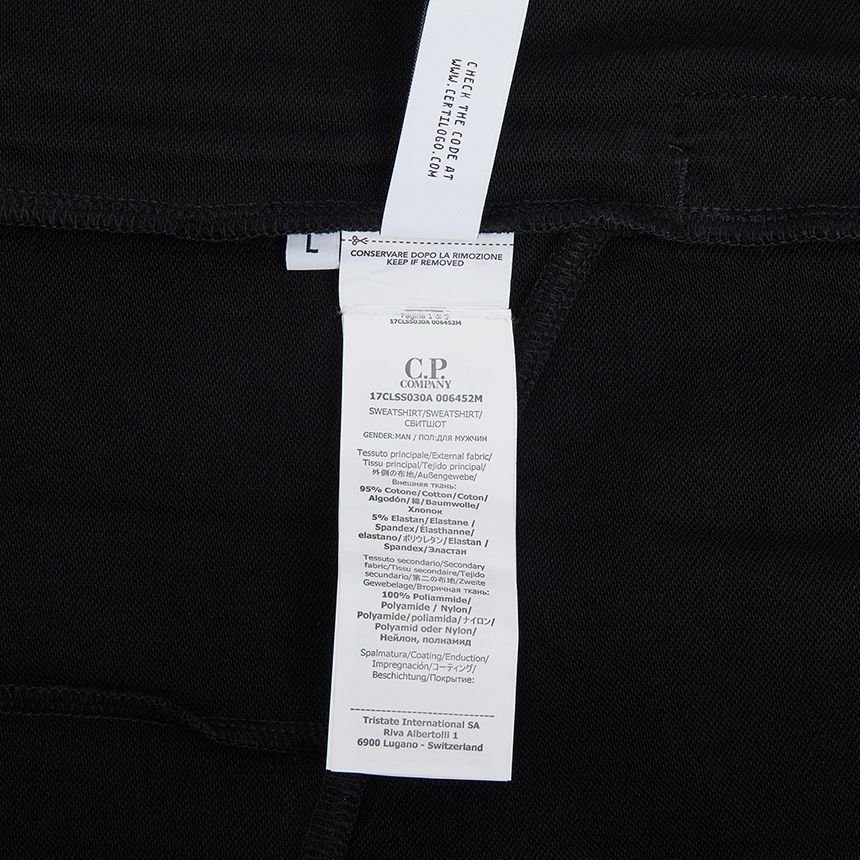 CHECK THE CODE AT
WWW.CERTILOGO.COM
L
CONSERVARE DOPO LA RIMOZIONE
KEEP IF REMOVED
Pagina 1 di 5
17CLSS030A 006452M
C.P.
COMPANY
17CLSS030A 006452M
SWEATSHIRT/SWEATSHIRT/
СВИТШОТ
GENDER:MAN / ПОЛ:ДЛЯ МУЖЧИН
Tessuto principale/External fabric/
Tissu principal/Tejido principal/
外側の布地/Außengewebe/
Внешняя ткань:
95% Cotone/Cotton/Coton/
Algodón/綿/Baumwolle/
Хлопок
5% Elastan/Elastane /
Spandex/Élasthanne/
elastano/ポリウレタン/Elastan /
Spandex/Эластан
Tessuto secondario/Secondary
fabric/Tissu secondaire/Tejido
secundario/第二の布地/Zweite
Gewebelage/Вторичная ткань:
100% Poliammide/
Polyamide / Nylon/
Polyamide/poliamida/ナイロン/
Polyamid oder Nylon/
Нейлон, полиамид
Spalmatura/Coating/Enduction/
Impregnación/コーティング/
Beschichtung/Покрытие:
Tristate International SA
Riva Albertolli 1
6900 Lugano - Switzerland